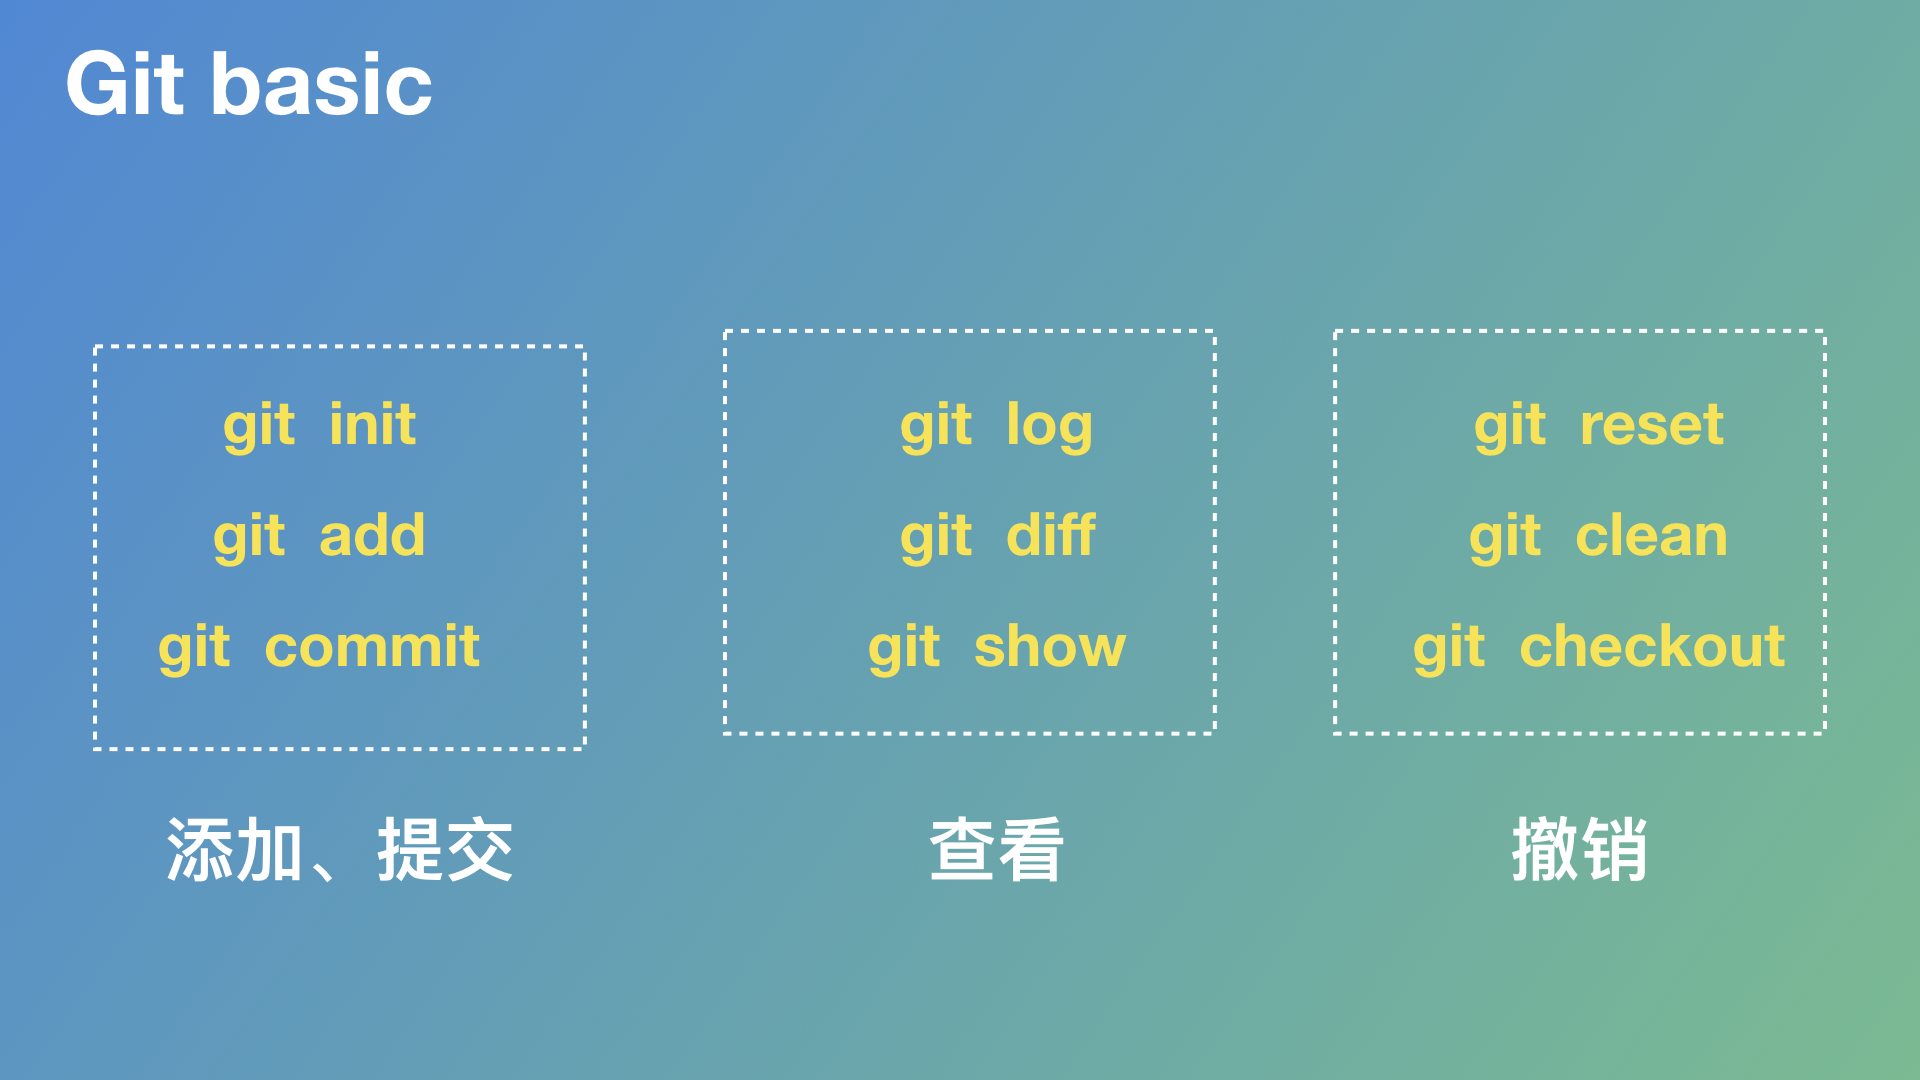 Git basic
git init
git add
git commit
添加、提交
git log
git diff
git show
查看
git reset
git clean
git checkout
撤销